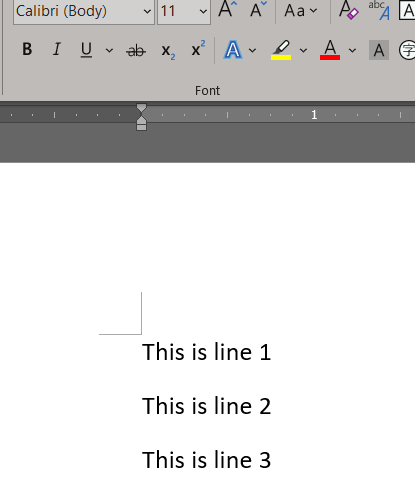 Calibri (Body) 11 A A Aa A abc A A
B I U ab x₂ x² A A A 字
Font
1
This is line 1
This is line 2
This is line 3